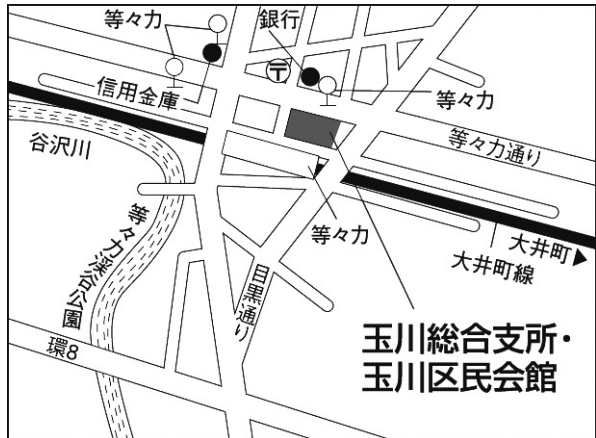 等々力
銀行
〒
信用金庫
等々力
等々力通り
谷沢川
等々力
大井町
大井町線
等々力渓谷公園
目黒通り
環8
玉川総合支所・
玉川区民会館